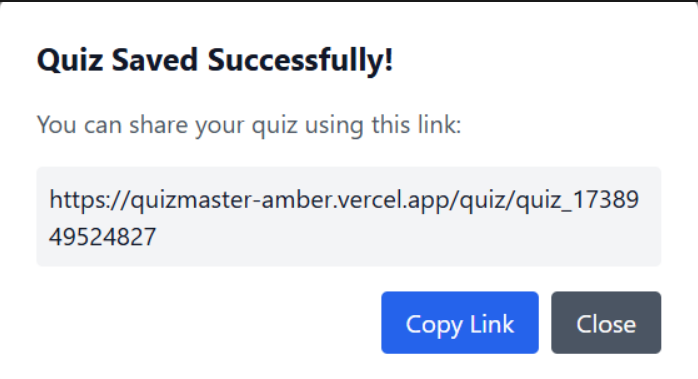 Quiz Saved Successfully!
You can share your quiz using this link:
https://quizmaster-amber.vercel.app/quiz/quiz_17389
49524827
Copy Link
Close